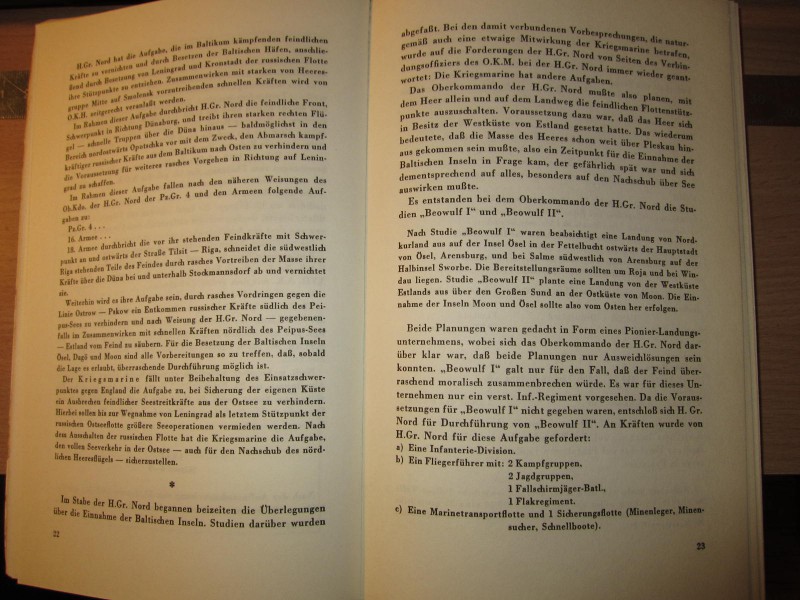 H.Gr. Nord hat die Aufgabe, die im Baltikum kämpfenden feindlichen
Kräfte zu vernichten und durch Besetzen der Baltischen Häfen, anschlie-
ßend durch Besetzung von Leningrad und Kronstadt der russischen Flotte
ihre Stützpunkte zu entziehen. Zusammenwirken mit starken von Heeres-
gruppe Mitte auf Smolensk vorzutreibenden schnellen Kräften wird von
O.K.H. zeitgerecht veranlaßt werden.
Im Rahmen dieser Aufgabe durchbricht H.Gr. Nord die feindliche Front,
Schwerpunkt in Richtung Dünaburg, und treibt ihren starken rechten Flü-
gel — schnelle Truppen über die Düna hinaus — baldmöglichst in den
Bereich nordostwärts Opotschka vor mit dem Zweck, den Abmarsch kampf-
kräftiger russischer Kräfte aus dem Baltikum nach Osten zu verhindern und
die Voraussetzung für weiteres rasches Vorgehen in Richtung auf Lenin-
grad zu schaffen.
Im Rahmen dieser Aufgabe fallen nach den näheren Weisungen des
Ob.Kdo. der H.Gr. Nord der Pz.Gr. 4 und den Armeen folgende Auf-
gaben zu:
Pz.Gr. 4 . . .
16. Armee . . .
18. Armee durchbricht die vor ihr stehenden Feindkräfte mit Schwer-
punkt an und ostwärts der Straße Tilsit — Riga, schneidet die südwestlich
Riga stehenden Teile des Feindes durch rasches Vortreiben der Masse ihrer
Kräfte über die Düna bei und unterhalb Stockmannsdorf ab und vernichtet
sie.
Weiterhin wird es ihre Aufgabe sein, durch rasches Vordringen gegen die
Linie Ostrow — Pskow ein Entkommen russischer Kräfte südlich des Pei-
pus-Sees zu verhindern und nach Weisung der H.Gr. Nord — gegebenen-
falls im Zusammenwirken mit schnellen Kräften nördlich des Peipus-Sees
— Estland vom Feind zu säubern. Für die Besetzung der Baltischen Inseln
Ösel, Dagö und Moon sind alle Vorbereitungen so zu treffen, daß, sobald
die Lage es erlaubt, überraschende Durchführung möglich ist.
Der Kriegsmarine fällt unter Beibehaltung des Einsatzschwer-
punktes gegen England die Aufgabe zu, bei Sicherung der eigenen Küste
ein Ausbrechen feindlicher Seestreitkräfte aus der Ostsee zu verhindern.
Hierbei sollen bis zur Wegnahme von Leningrad als letztem Stützpunkt der
russischen Ostseeflotte größere Seeoperationen vermieden werden. Nach
dem Ausschalten der russischen Flotte hat die Kriegsmarine die Aufgabe,
den vollen Seeverkehr in der Ostsee — auch für den Nachschub des nörd-
lichen Heeresflügels — sicherzustellen.
*
Im Stabe der H.Gr. Nord begannen beizeiten die Überlegungen
über die Einnahme der Baltischen Inseln. Studien darüber wurden
22
abgefaßt. Bei den damit verbundenen Vorbesprechungen, die natur-
gemäß auch eine etwaige Mitwirkung der Kriegsmarine betrafen,
wurde auf die Forderungen der H.Gr. Nord von Seiten des Verbin-
dungsoffiziers des O.K.M. bei der H.Gr. Nord immer wieder geant-
wortet: Die Kriegsmarine hat andere Aufgaben.
Das Oberkommando der H.Gr. Nord mußte also planen, mit
dem Heer allein und auf dem Landweg die feindlichen Flottenstütz-
punkte auszuschalten. Voraussetzung dazu war, daß das Heer sich
in Besitz der Westküste von Estland gesetzt hatte. Das wiederum
bedeutete, daß die Masse des Heeres schon weit über Pleskau hin-
aus gekommen sein mußte, also ein Zeitpunkt für die Einnahme der
Baltischen Inseln in Frage kam, der gefährlich spät war und sich
dementsprechend auf alles, besonders auf den Nachschub über See
auswirken mußte.
Es entstanden bei dem Oberkommando der H.Gr. Nord die Stu-
dien „Beowulf I“ und „Beowulf II“.
Nach Studie „Beowulf I“ waren beabsichtigt eine Landung von Nord-
kurland aus auf der Insel Ösel in der Fettelbucht ostwärts der Hauptstadt
von Ösel, Arensburg, und bei Salme südwestlich von Arensburg auf der
Halbinsel Sworbe. Die Bereitstellungsräume sollten um Roja und bei Win-
dau liegen. Studie „Beowulf II“ plante eine Landung von der Westküste
Estlands aus über den Großen Sund an der Ostküste von Moon. Die Ein-
nahme der Inseln Moon und Ösel sollte also vom Osten her erfolgen.
Beide Planungen waren gedacht in Form eines Pionier-Landungs-
unternehmens, wobei sich das Oberkommando der H.Gr. Nord dar-
über klar war, daß beide Planungen nur Ausweichlösungen sein
konnten. „Beowulf I“ galt nur für den Fall, daß der Feind über-
raschend moralisch zusammenbrechen würde. Es war für dieses Un-
ternehmen nur ein verst. Inf.-Regiment vorgesehen. Da die Voraus-
setzungen für „Beowulf I“ nicht gegeben waren, entschloß sich H. Gr.
Nord für Durchführung von „Beowulf II“. An Kräften wurde von
H.Gr. Nord für diese Aufgabe gefordert:
a) Eine Infanterie-Division.
b) Ein Fliegerführer mit: 2 Kampfgruppen,
2 Jagdgruppen,
1 Fallschirmjäger-Batl.,
1 Flakregiment.
c) Eine Marinetransportflotte und 1 Sicherungsflotte (Minenleger, Minen-
sucher, Schnellboote).
23